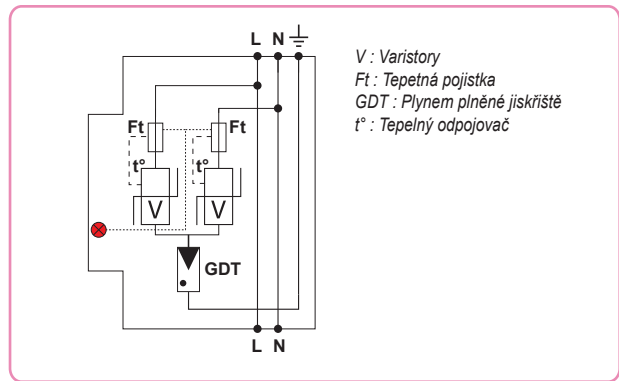 L N
V : Varistory
Ft : Tepetná pojistka
GDT : Plynem plněné jiskřiště
t° : Tepelný odpojovač
Ft Ft
t° t°
V V
GDT
L N